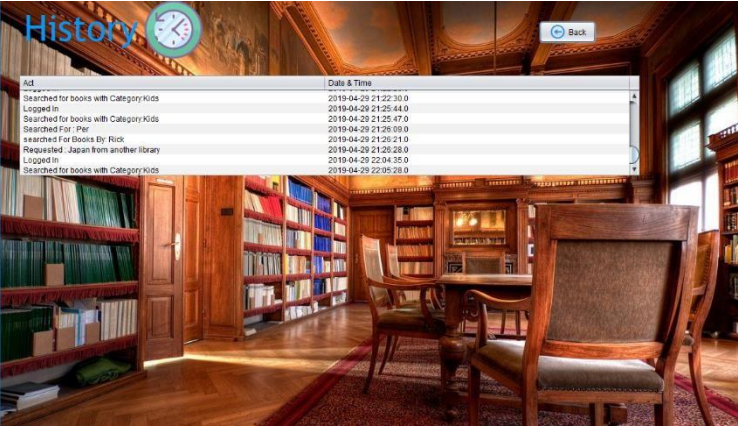 History
Back
Act Date & Time
Searched for books with Category:Kids 2019-04-29 21:22:30.0
Logged In 2019-04-29 21:25:44.0
Searched for books with Category:Kids 2019-04-29 21:25:47.0
Searched For : Per 2019-04-29 21:26:09.0
searched For Books By: Rick 2019-04-29 21:26:21.0
Requested : Japan from another library 2019-04-29 21:26:28.0
Logged In 2019-04-29 22:04:35.0
Searched for books with Category:Kids 2019-04-29 22:05:28.0